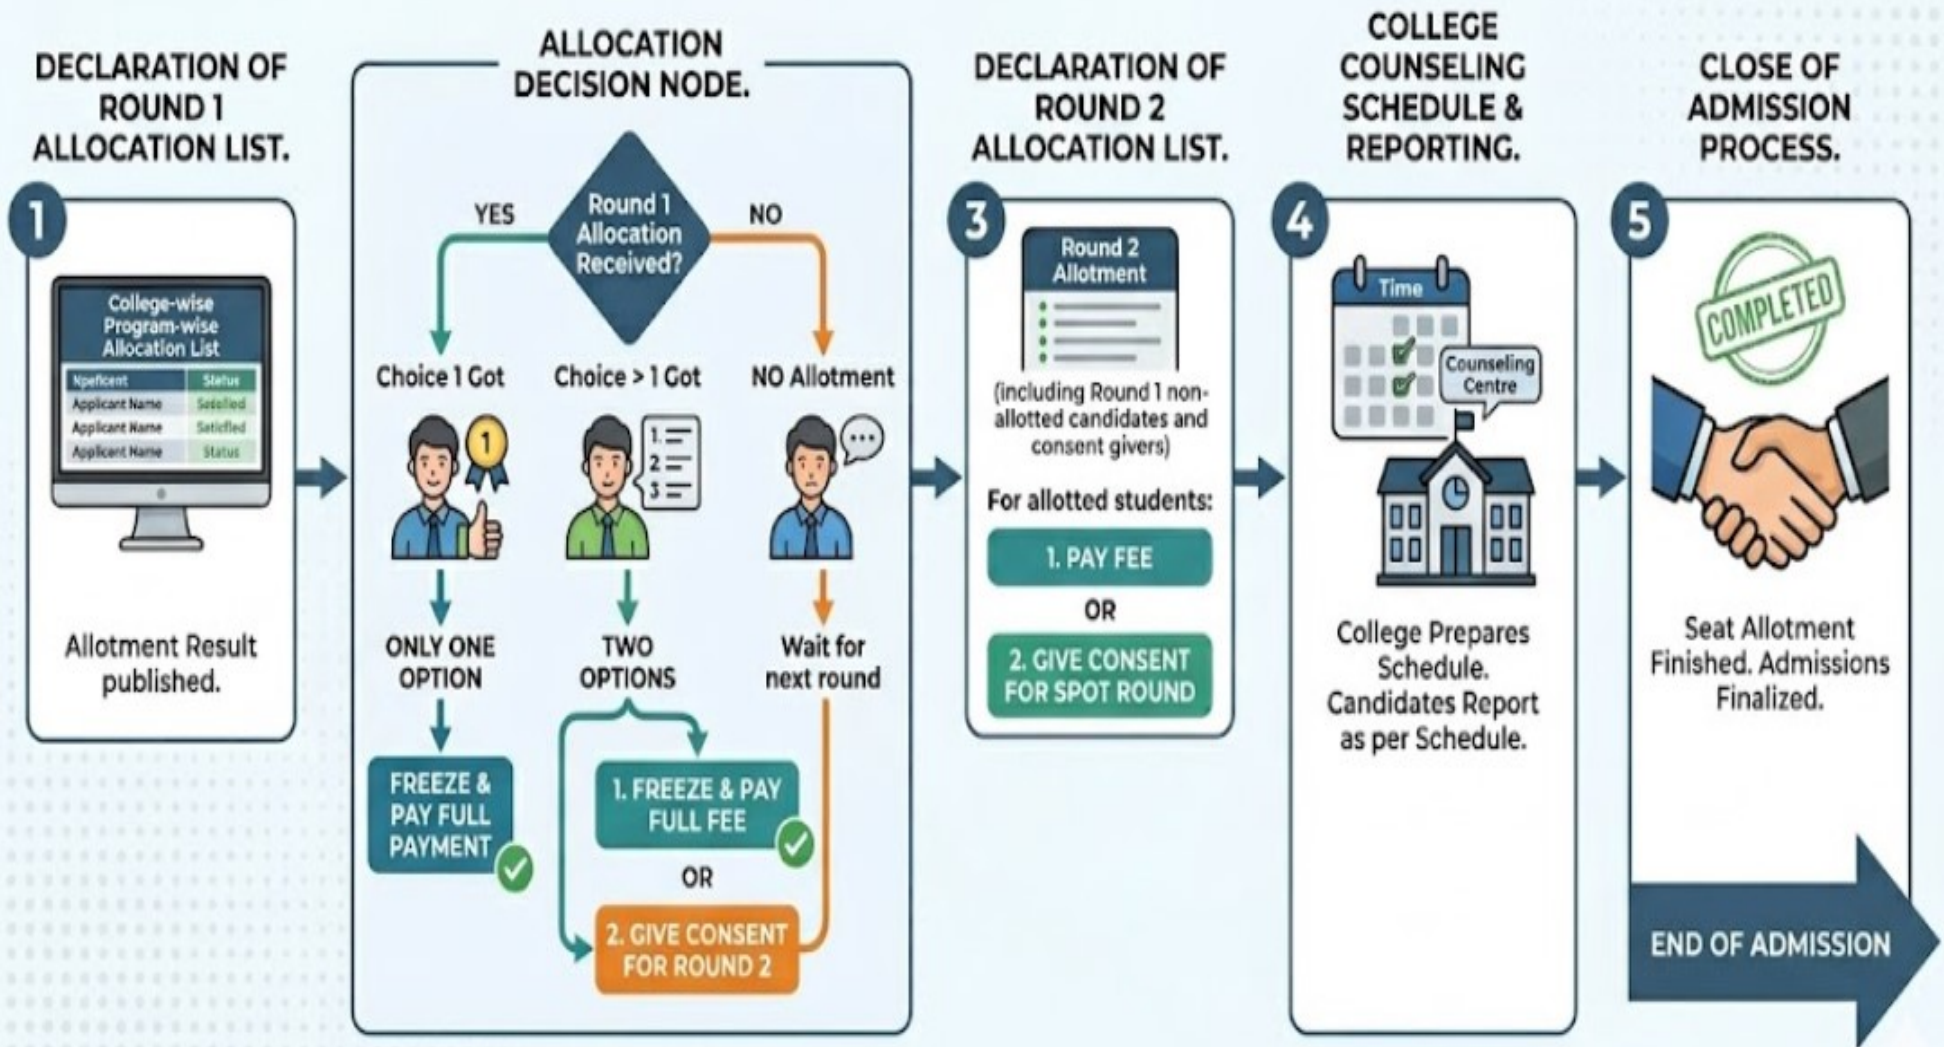 DECLARATION OF
ROUND 1
ALLOCATION LIST.
1
College-wise
Program-wise
Allocation List
Npeficent Status
Applicant Name
Applicant Name
Applicant Name Status
Allotment Result
published.
ALLOCATION
DECISION NODE.
Round 1
Allocation
Received?
YES
NO
Choice 1 Got
Choice > 1 Got
NO Allotment
1
1.
2
3
...
ONLY ONE
OPTION
TWO
OPTIONS
Wait for
next round
FREEZE &
PAY FULL
PAYMENT
1. FREEZE & PAY
FULL FEE
OR
2. GIVE CONSENT
FOR ROUND 2
DECLARATION OF
ROUND 2
ALLOCATION LIST.
3
Round 2
Allotment
(including Round 1 non-
allotted candidates and
consent givers)
For allotted students:
1. PAY FEE
OR
2. GIVE CONSENT
FOR SPOT ROUND
COLLEGE
COUNSELING
SCHEDULE &
REPORTING.
4
Time
Counseling
Centre
College Prepares
Schedule.
Candidates Report
as per Schedule.
CLOSE OF
ADMISSION
PROCESS.
5
COMPLETED
Seat Allotment
Finished. Admissions
Finalized.
END OF ADMISSION